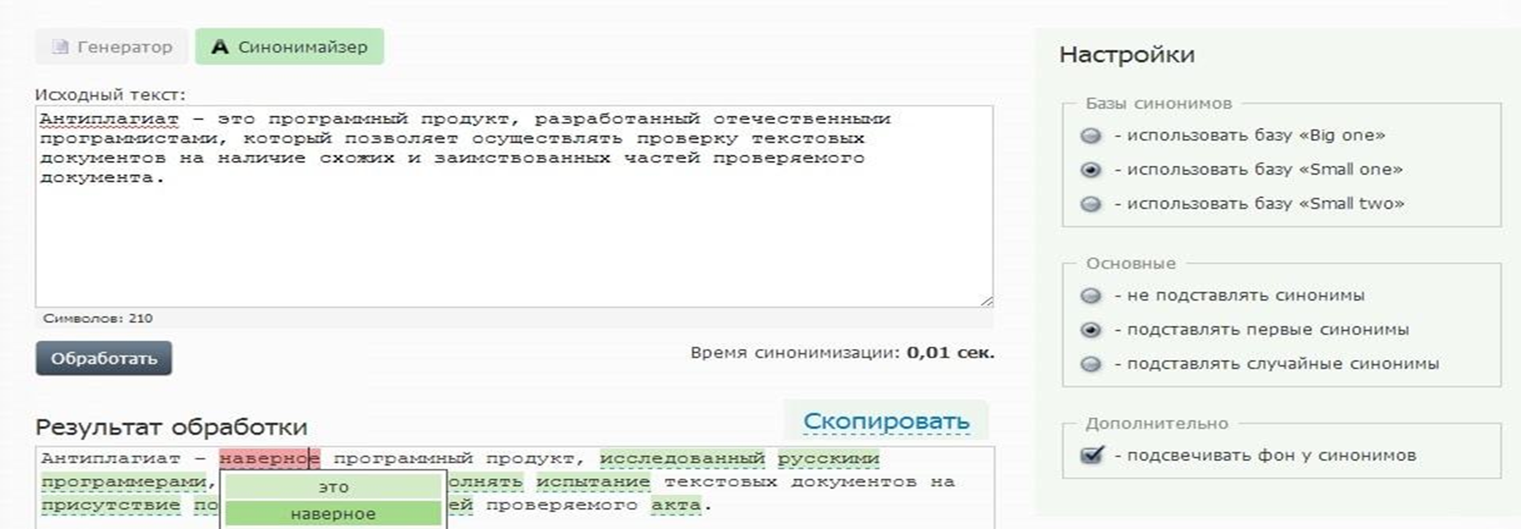 Генератор
Синонимайзер
Исходный текст:
Антиплагиат – это программный продукт, разработанный отечественными
программистами, который позволяет осуществлять проверку текстовых
документов на наличие схожих и заимствованных частей проверяемого
документа.
Символов: 210
Обработать
Время синонимизации: 0,01 сек.
Результат обработки
Скопировать
Антиплагиат – наверное программный продукт, исследованный русскими
программерами, олнять испытание текстовых документов на
присутствие по ей проверяемого акта.
это
наверное
Настройки
Базы синонимов
- использовать базу «Big one»
- использовать базу «Small one»
- использовать базу «Small two»
Основные
- не подставлять синонимы
- подставлять первые синонимы
- подставлять случайные синонимы
Дополнительно
- подсвечивать фон у синонимов